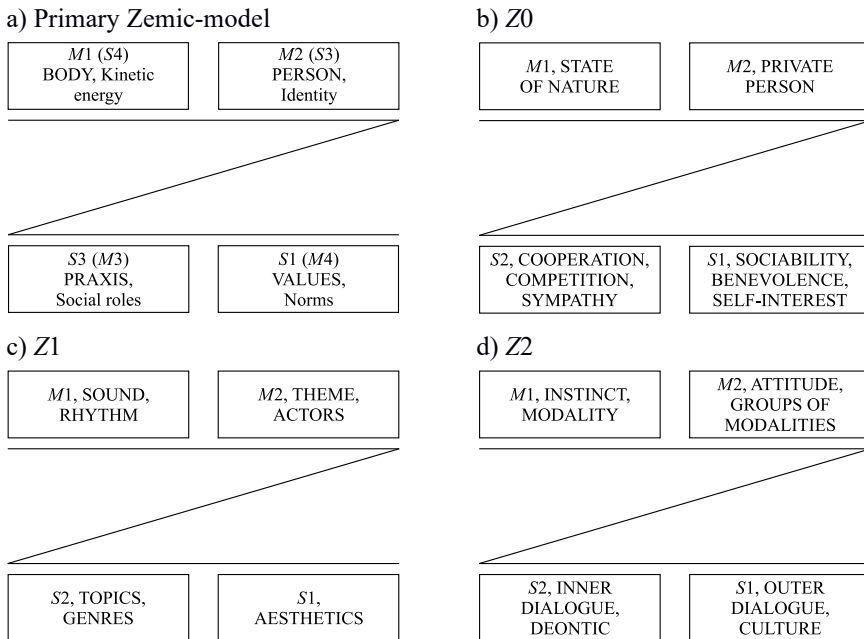 a) Primary Zemic-model
M1 (S4)
BODY, Kinetic
energy
M2 (S3)
PERSON,
Identity
S3 (M3)
PRAXIS,
Social roles
S1 (M4)
VALUES,
Norms
b) Z0
M1, STATE
OF NATURE
M2, PRIVATE
PERSON
S2, COOPERATION,
COMPETITION,
SYMPATHY
S1, SOCIABILITY,
BENEVOLENCE,
SELF-INTEREST
c) Z1
M1, SOUND,
RHYTHM
M2, THEME,
ACTORS
S2, TOPICS,
GENRES
S1,
AESTHETICS
d) Z2
M1, INSTINCT,
MODALITY
M2, ATTITUDE,
GROUPS OF
MODALITIES
S2, INNER
DIALOGUE,
DEONTIC
S1, OUTER
DIALOGUE,
CULTURE